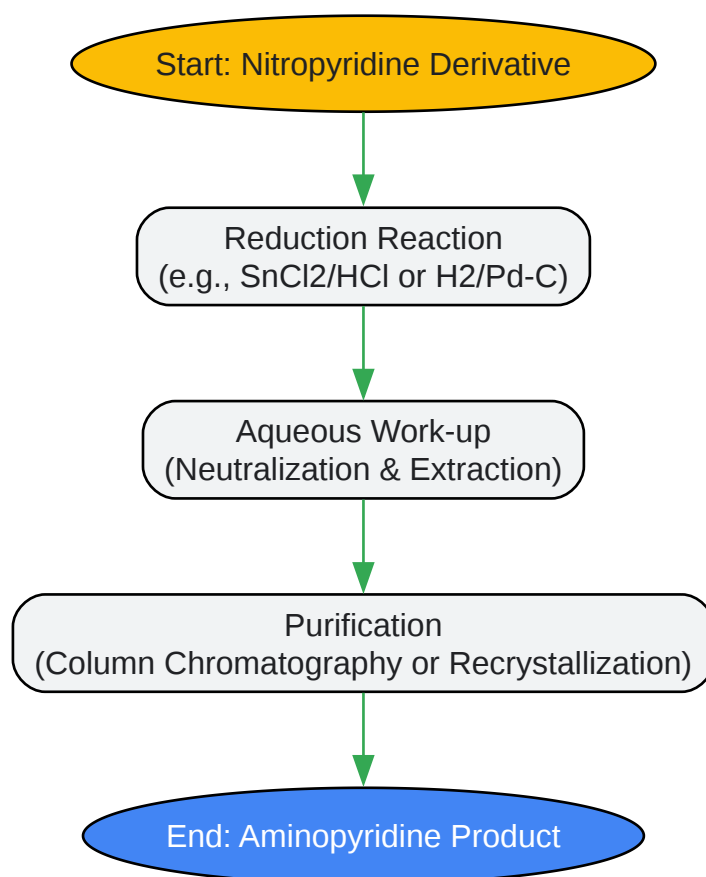 Start: Nitropyridine Derivative
Reduction Reaction
(e.g., SnCl2/HCl or H2/Pd-C)
Aqueous Work-up
(Neutralization & Extraction)
Purification
(Column Chromatography or Recrystallization)
End: Aminopyridine Product